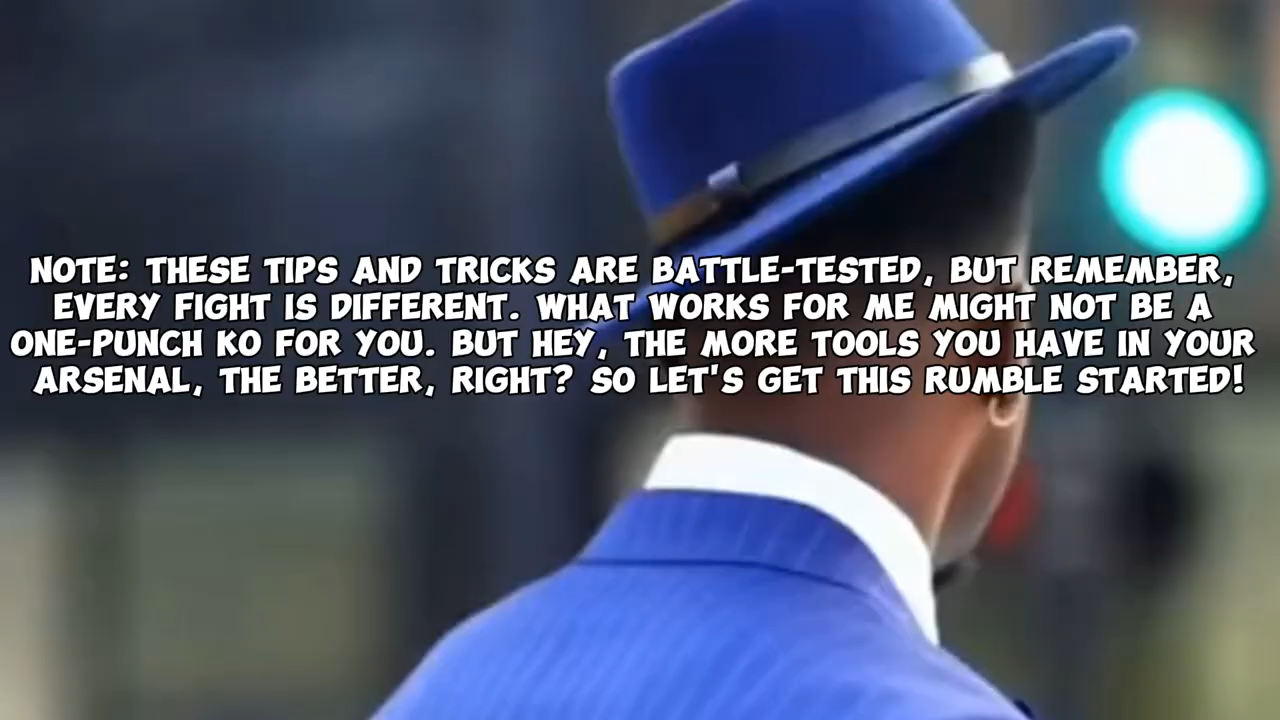 NOTE: THESE TIPS AND TRICKS ARE BATTLE-TESTED, BUT REMEMBER,
EVERY FIGHT IS DIFFERENT. WHAT WORKS FOR ME MIGHT NOT BE A
ONE-PUNCH KO FOR YOU. BUT HEY, THE MORE TOOLS YOU HAVE IN YOUR
ARSENAL, THE BETTER, RIGHT? SO LET'S GET THIS RUMBLE STARTED!